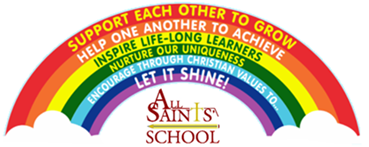 SUPPORT EACH OTHER TO GROW
HELP ONE ANOTHER TO ACHIEVE
INSPIRE LIFE-LONG LEARNERS
NURTURE OUR UNIQUENESS
ENCOURAGE THROUGH CHRISTIAN VALUES TO...
LET IT SHINE!
ALL
SAINTS'
SCHOOL